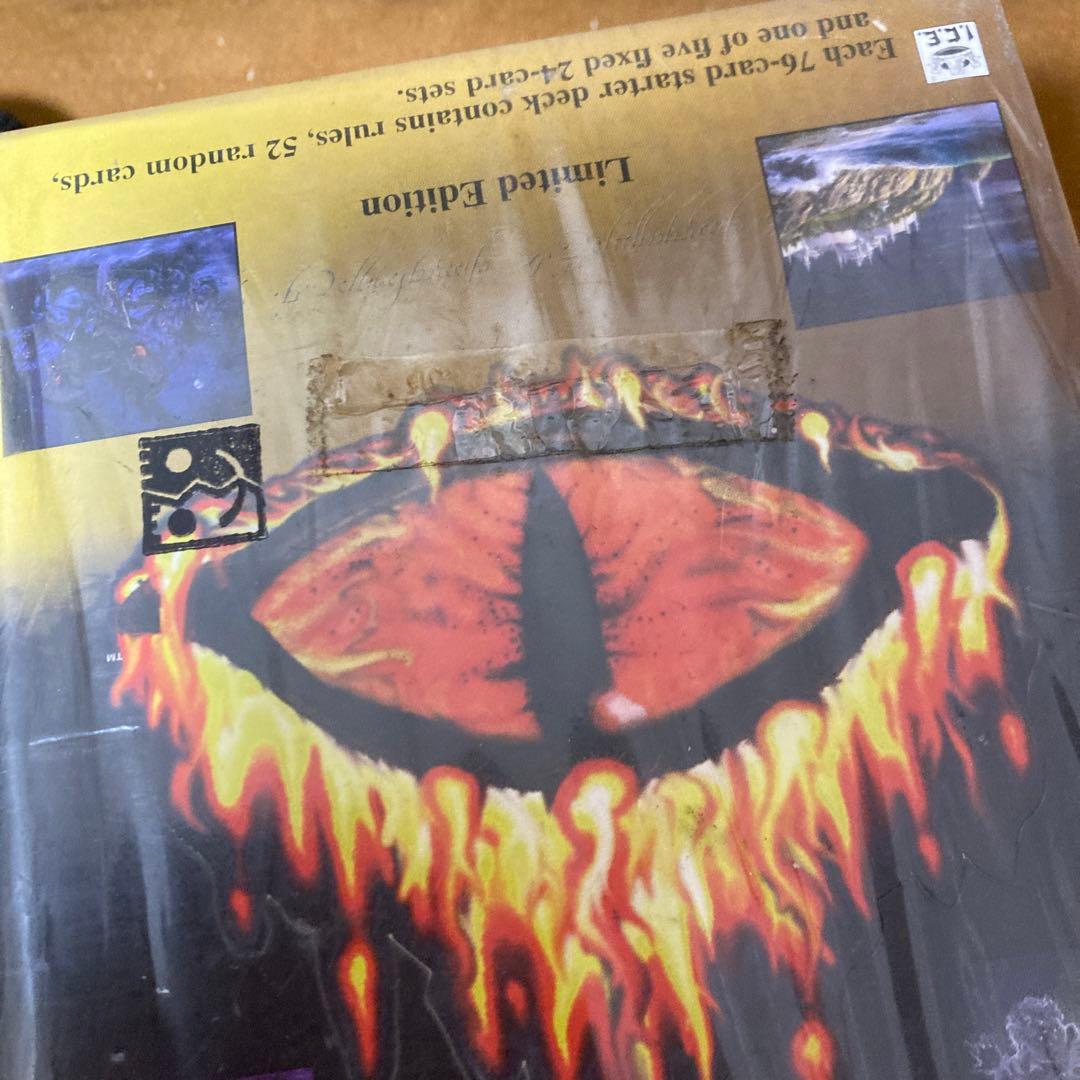 Limited Edition
Each 76-card starter deck contains rules, 52 random cards,
and one of five fixed 24-card sets.
I.C.E.
TM